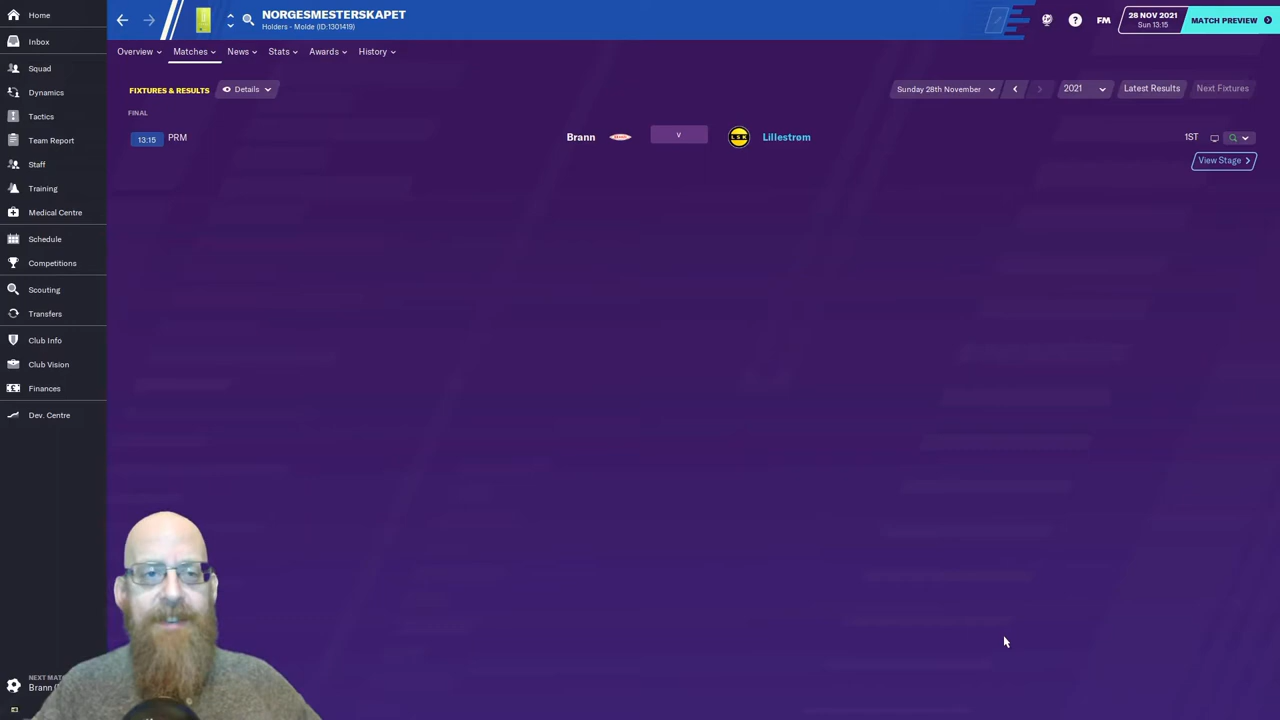 NORGESMESTERSKAPET
Holders - Molde (ID:1301419)
FM
28 NOV 2021
Sun 13:15
MATCH PREVIEW
Home
Inbox
Squad
Dynamics
Tactics
Team Report
Staff
Training
Medical Centre
Schedule
Competitions
Scouting
Transfers
Club Info
Club Vision
Finances
Dev. Centre
NEXT MAT
Brann (
Overview Matches News Stats Awards History
FIXTURES & RESULTS Details Sunday 28th November 2021 Latest Results Next Fixtures
FINAL
13:15 PRM Brann v LSK Lillestrøm 1ST
View Stage